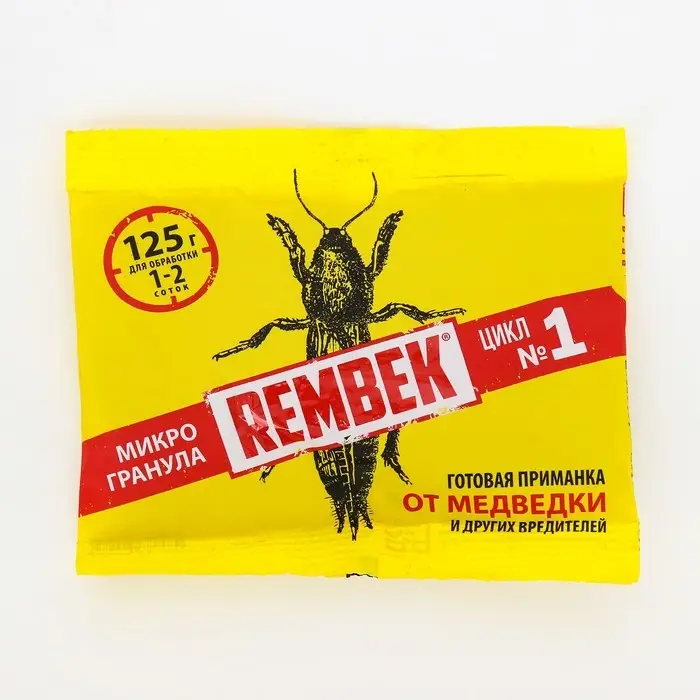 125 г
ДЛЯ ОБРАБОТКИ
1-2
СОТОК
МИКРО
ГРАНУЛА
REMBEK®
ЦИКЛ
№1
ГОТОВАЯ ПРИМАНКА
ОТ МЕДВЕДКИ
И ДРУГИХ ВРЕДИТЕЛЕЙ